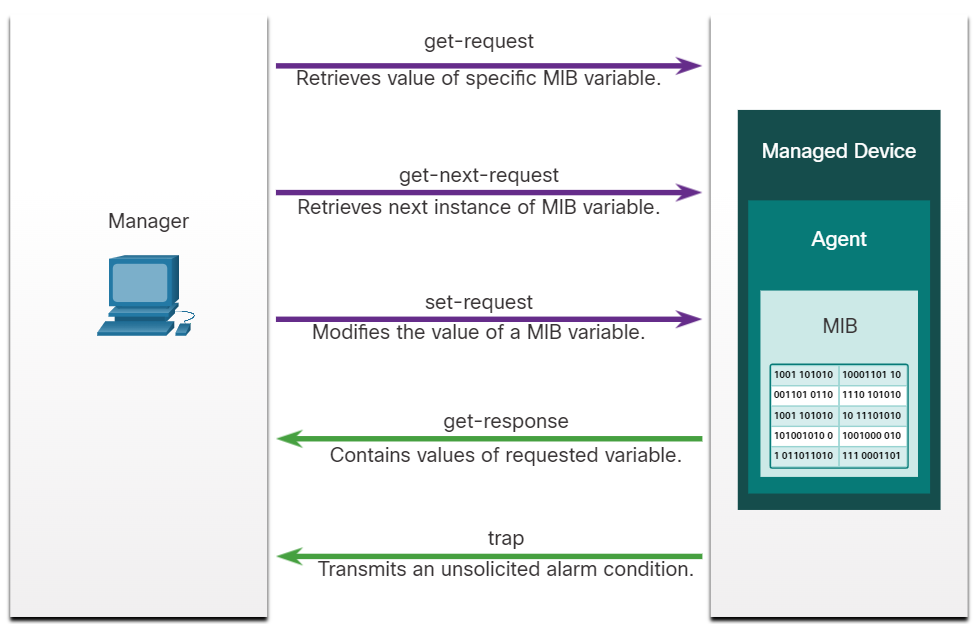 get-request
Retrieves value of specific MIB variable.
get-next-request
Retrieves next instance of MIB variable.
Manager
set-request
Modifies the value of a MIB variable.
get-response
Contains values of requested variable.
trap
Transmits an unsolicited alarm condition.
Managed Device
Agent
MIB
1001 101010 10001101 10
001101 0110 1110 101010
1001 101010 10 11101010
101001010 0 1001000 010
1 011011010 111 0001101